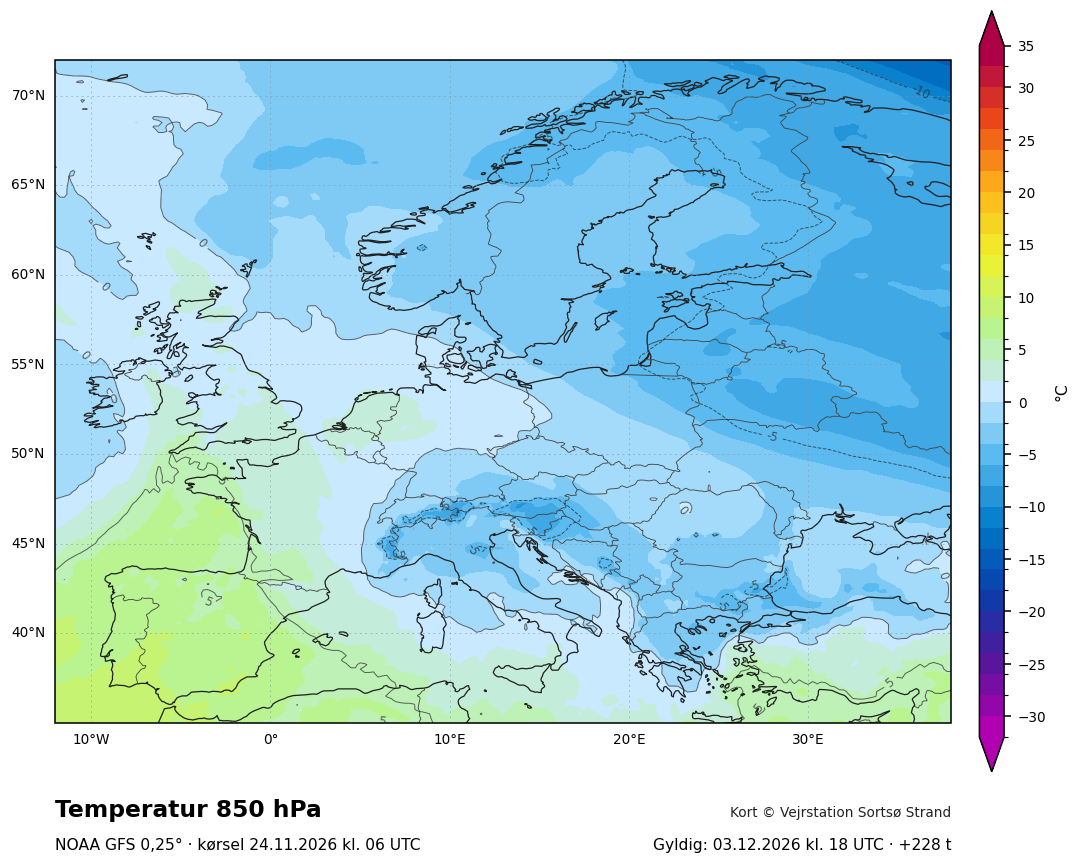 35
30
25
20
15
10
5
0
−5
−10
−15
−20
−25
−30
°C
70°N
65°N
60°N
55°N
50°N
45°N
40°N
10°W
0°
10°E
20°E
30°E
Temperatur 850 hPa
Kort © Vejrstation Sortsø Strand
NOAA GFS 0,25° · kørsel 24.11.2026 kl. 06 UTC
Gyldig: 03.12.2026 kl. 18 UTC · +228 t